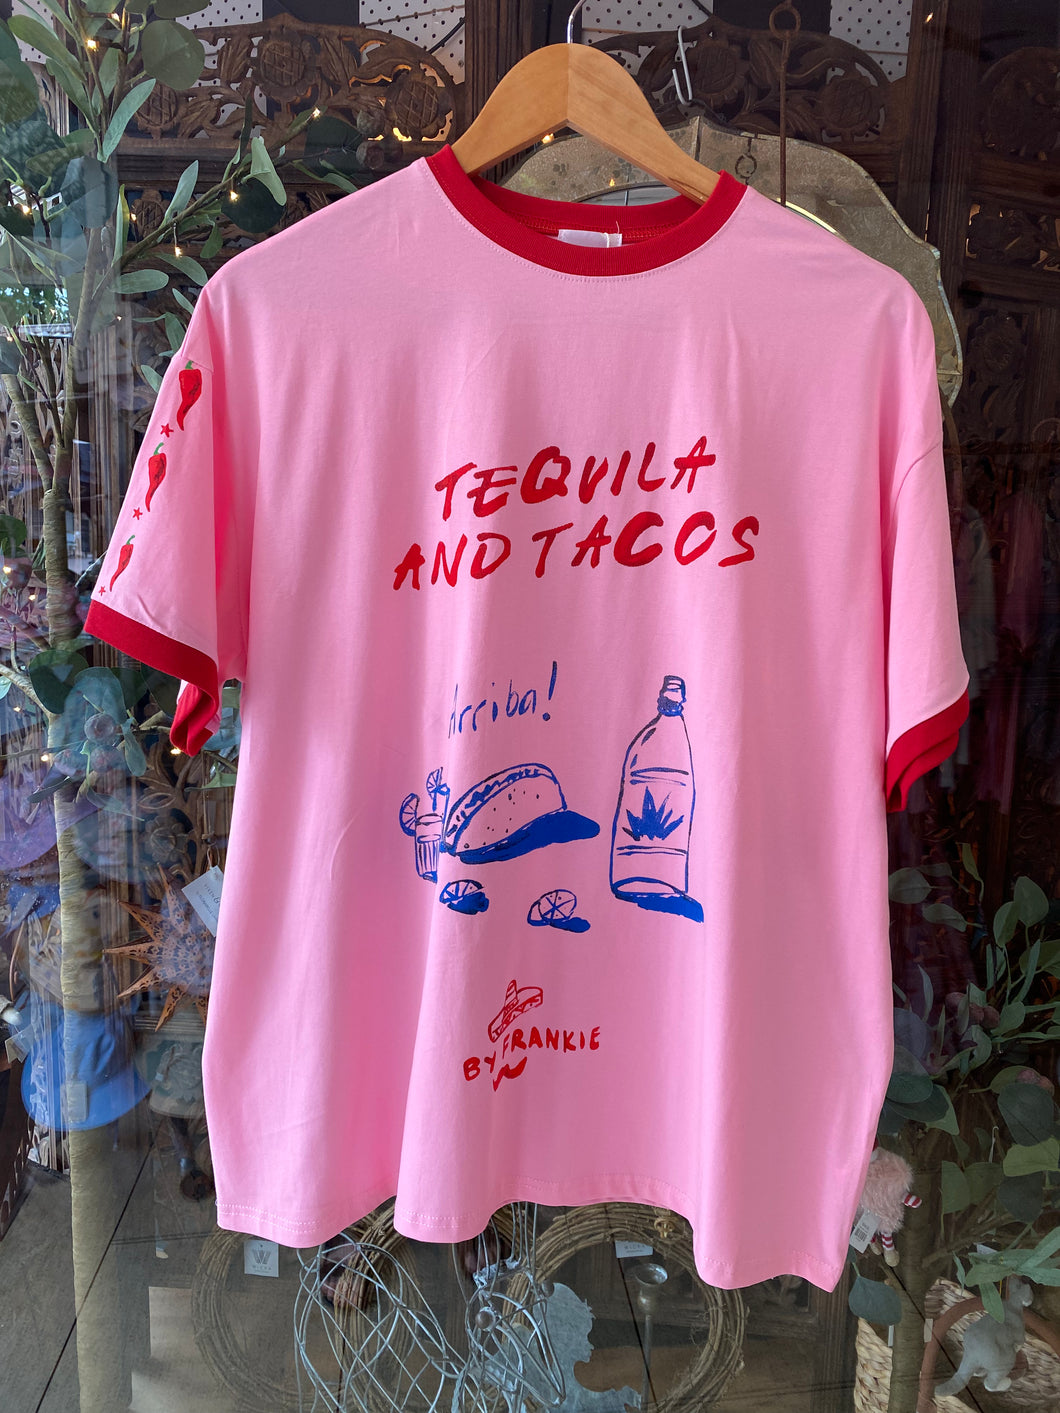 TEQUILA
AND TACOS
Arriba!
BY FRANKIE